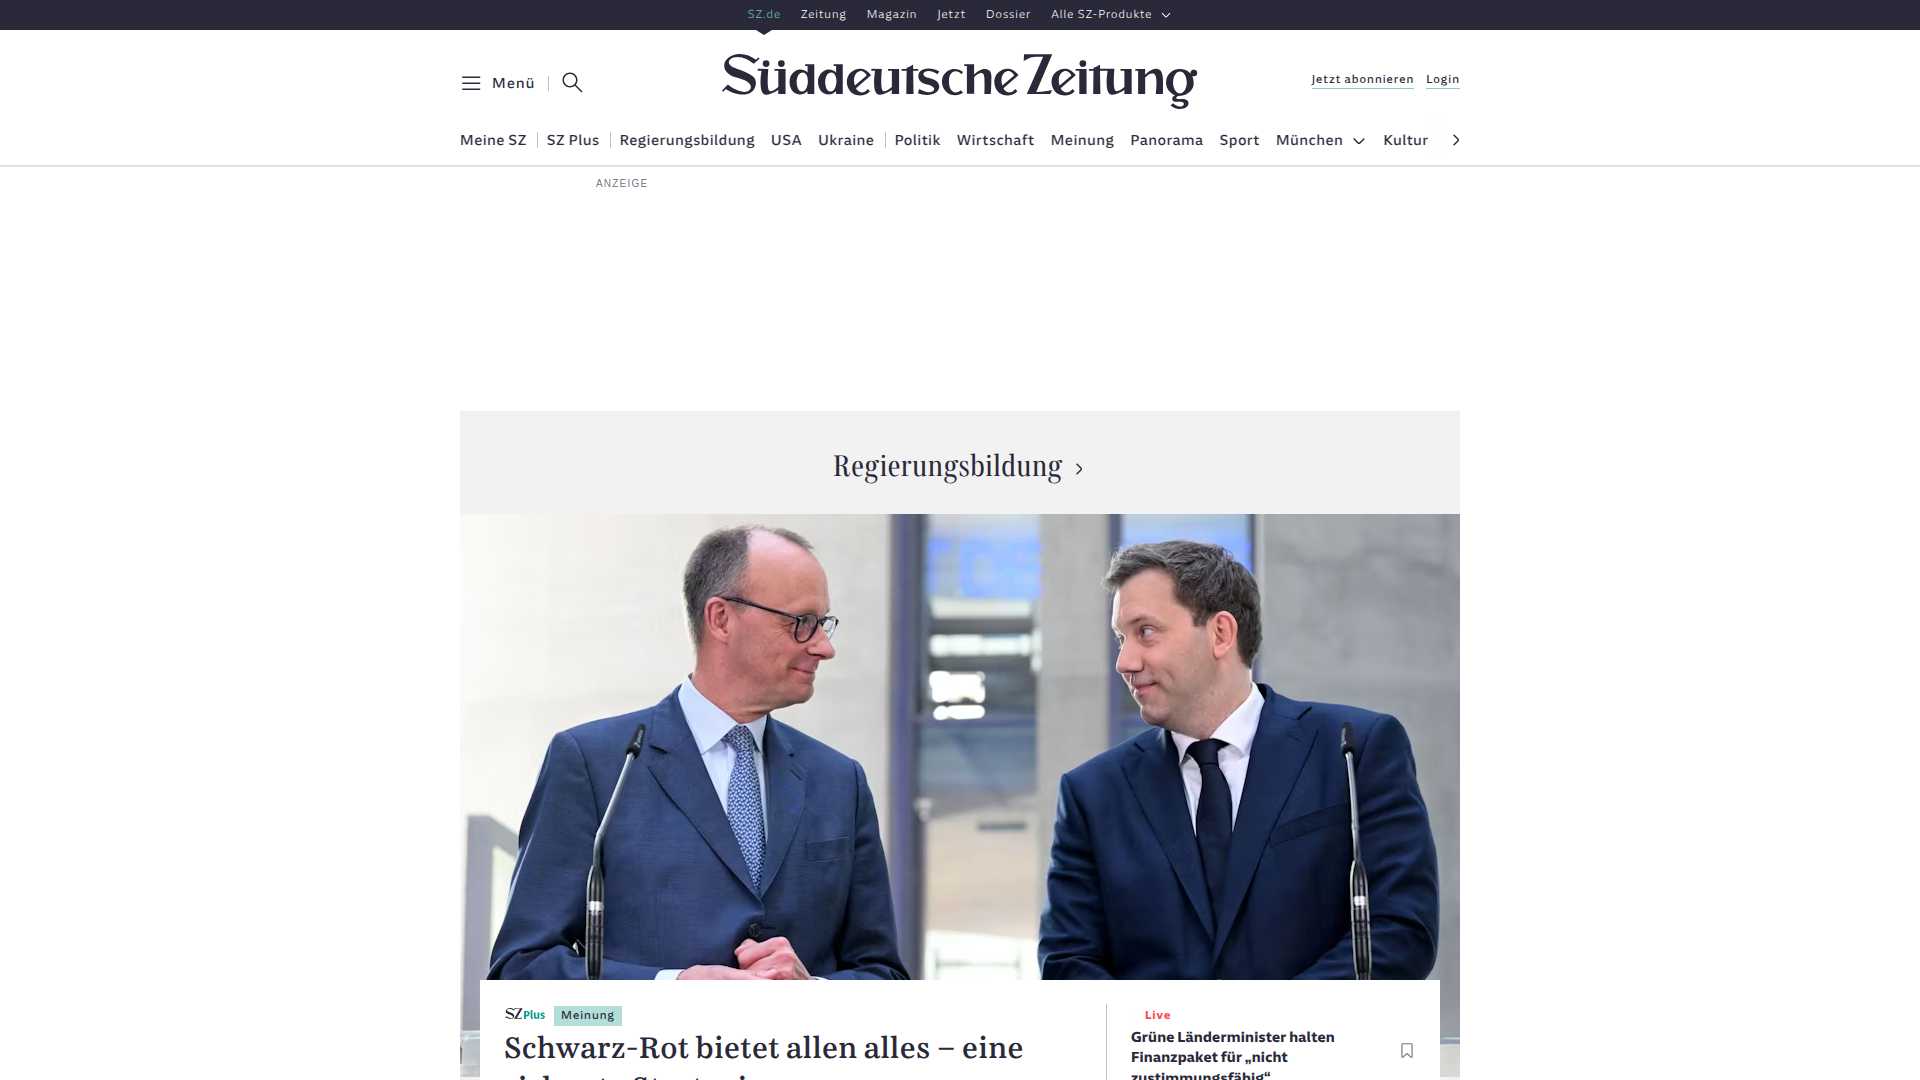 SZ.de Zeitung Magazin Jetzt Dossier Alle SZ-Produkte
Menü
Süddeutsche Zeitung
Jetzt abonnieren Login
Meine SZ SZ Plus Regierungsbildung USA Ukraine Politik Wirtschaft Meinung Panorama Sport München Kultur
ANZEIGE
Regierungsbildung
SZ Plus Meinung
Schwarz-Rot bietet allen alles – eine
Live
Grüne Länderminister halten
Finanzpaket für „nicht
zustimmungsfähig“